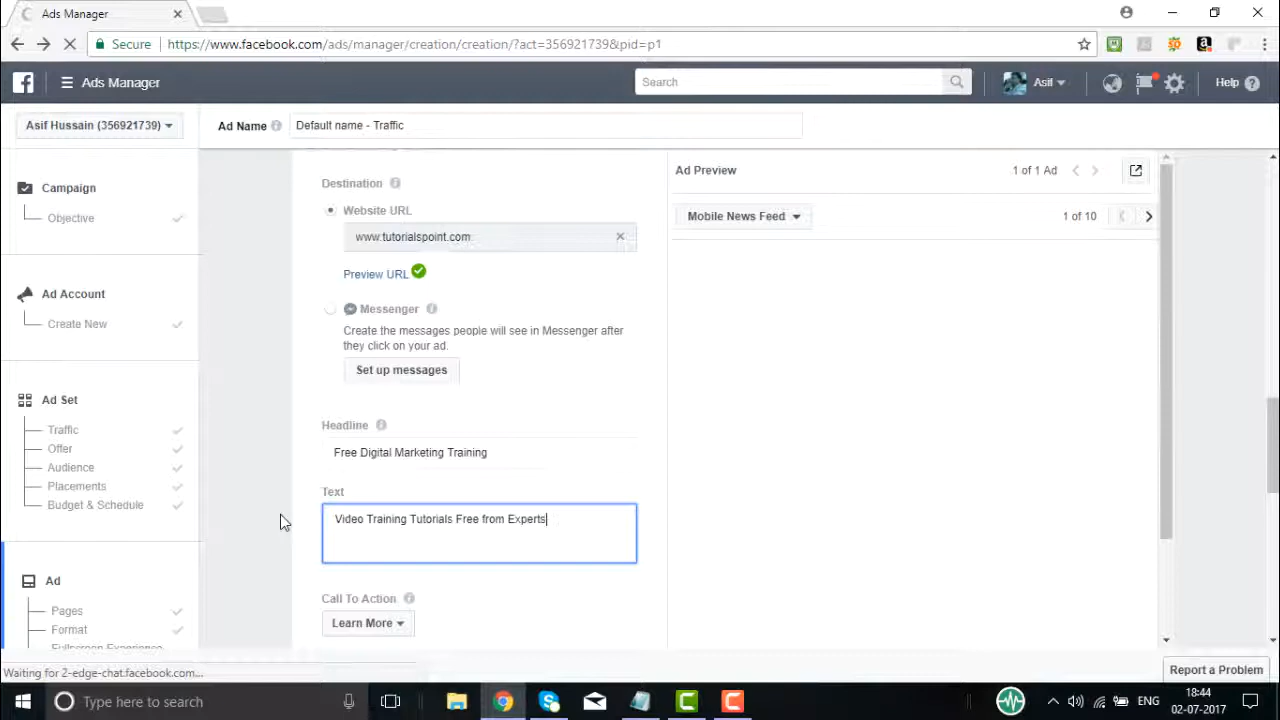 Ads Manager
Secure
https://www.facebook.com/ads/manager/creation/creation/?act=356921739&pid=p1
Ads Manager
Search
Asif
Help
Asif Hussain (356921739)
Ad Name
Default name - Traffic
Campaign
Objective
Ad Account
Create New
Ad Set
Traffic
Offer
Audience
Placements
Budget & Schedule
Ad
Pages
Format
Fullscreen Experience
Destination
Website URL
www.tutorialspoint.com
Preview URL
Messenger
Create the messages people will see in Messenger after
they click on your ad.
Set up messages
Headline
Free Digital Marketing Training
Text
Video Training Tutorials Free from Experts
Call To Action
Learn More
Ad Preview
1 of 1 Ad
Mobile News Feed
1 of 10
Waiting for 2-edge-chat.facebook.com...
Report a Problem
Type here to search
ENG
18:44
02-07-2017